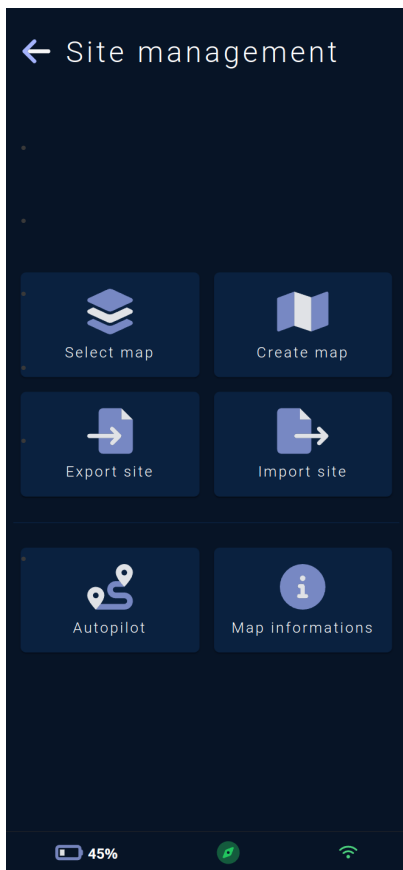 Site management
Select map
Create map
Export site
Import site
Autopilot
Map informations
45%